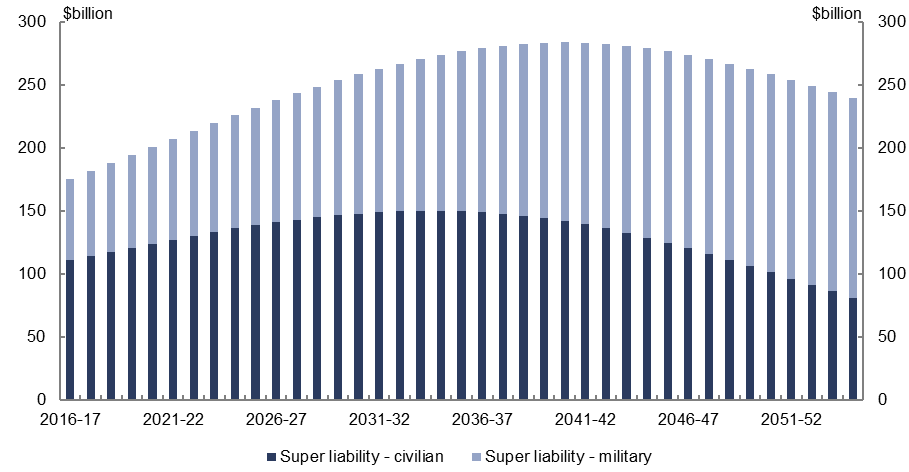 $billion $billion
300 300
250 250
200 200
150 150
100 100
50 50
0 0
2016-17 2021-22 2026-27 2031-32 2036-37 2041-42 2046-47 2051-52
Super liability - civilian Super liability - military